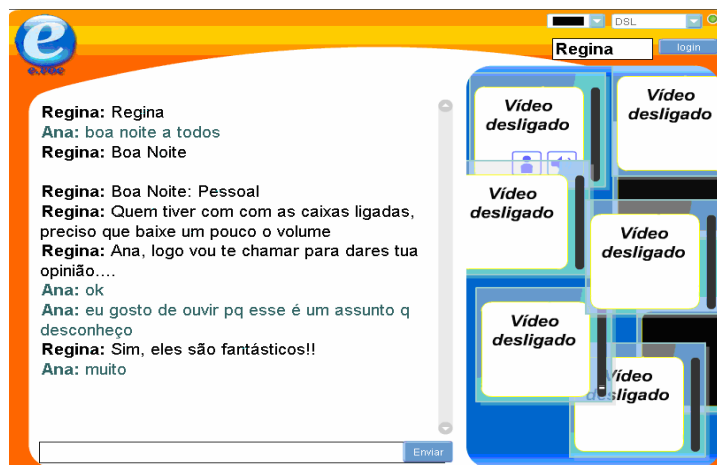 DSL
Regina
login
e.voe
Regina: Regina
Ana: boa noite a todos
Regina: Boa Noite
Regina: Boa Noite: Pessoal
Regina: Quem tiver com com as caixas ligadas,
preciso que baixe um pouco o volume
Regina: Ana, logo vou te chamar para dares tua
opinião....
Ana: ok
Ana: eu gosto de ouvir pq esse é um assunto q
desconheço
Regina: Sim, eles são fantásticos!!
Ana: muito
Enviar
Vídeo
desligado
Vídeo
desligado
Vídeo
desligado
Vídeo
desligado
Vídeo
desligado
Vídeo
desligado